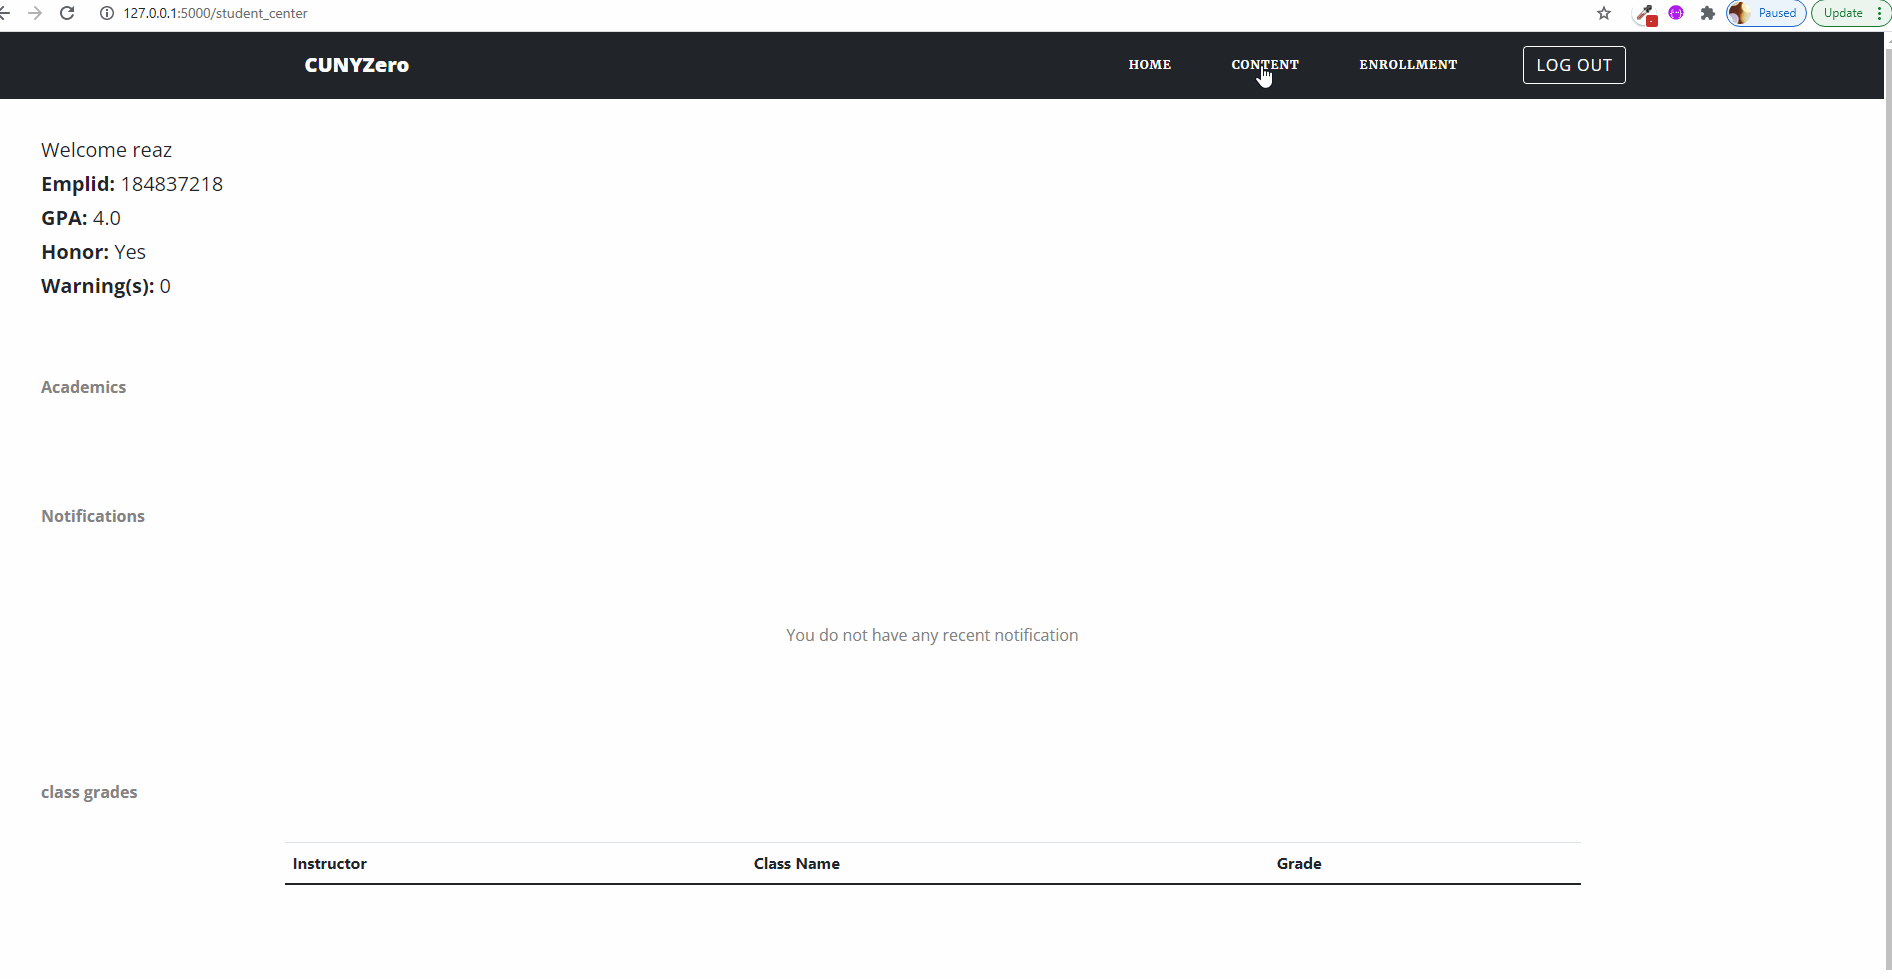 127.0.0.1:5000/student_center
Paused
Update
CUNYZero
HOME
CONTENT
ENROLLMENT
LOG OUT
Welcome reaz
Emplid: 184837218
GPA: 4.0
Honor: Yes
Warning(s): 0
Academics
Notifications
You do not have any recent notification
class grades
Instructor
Class Name
Grade